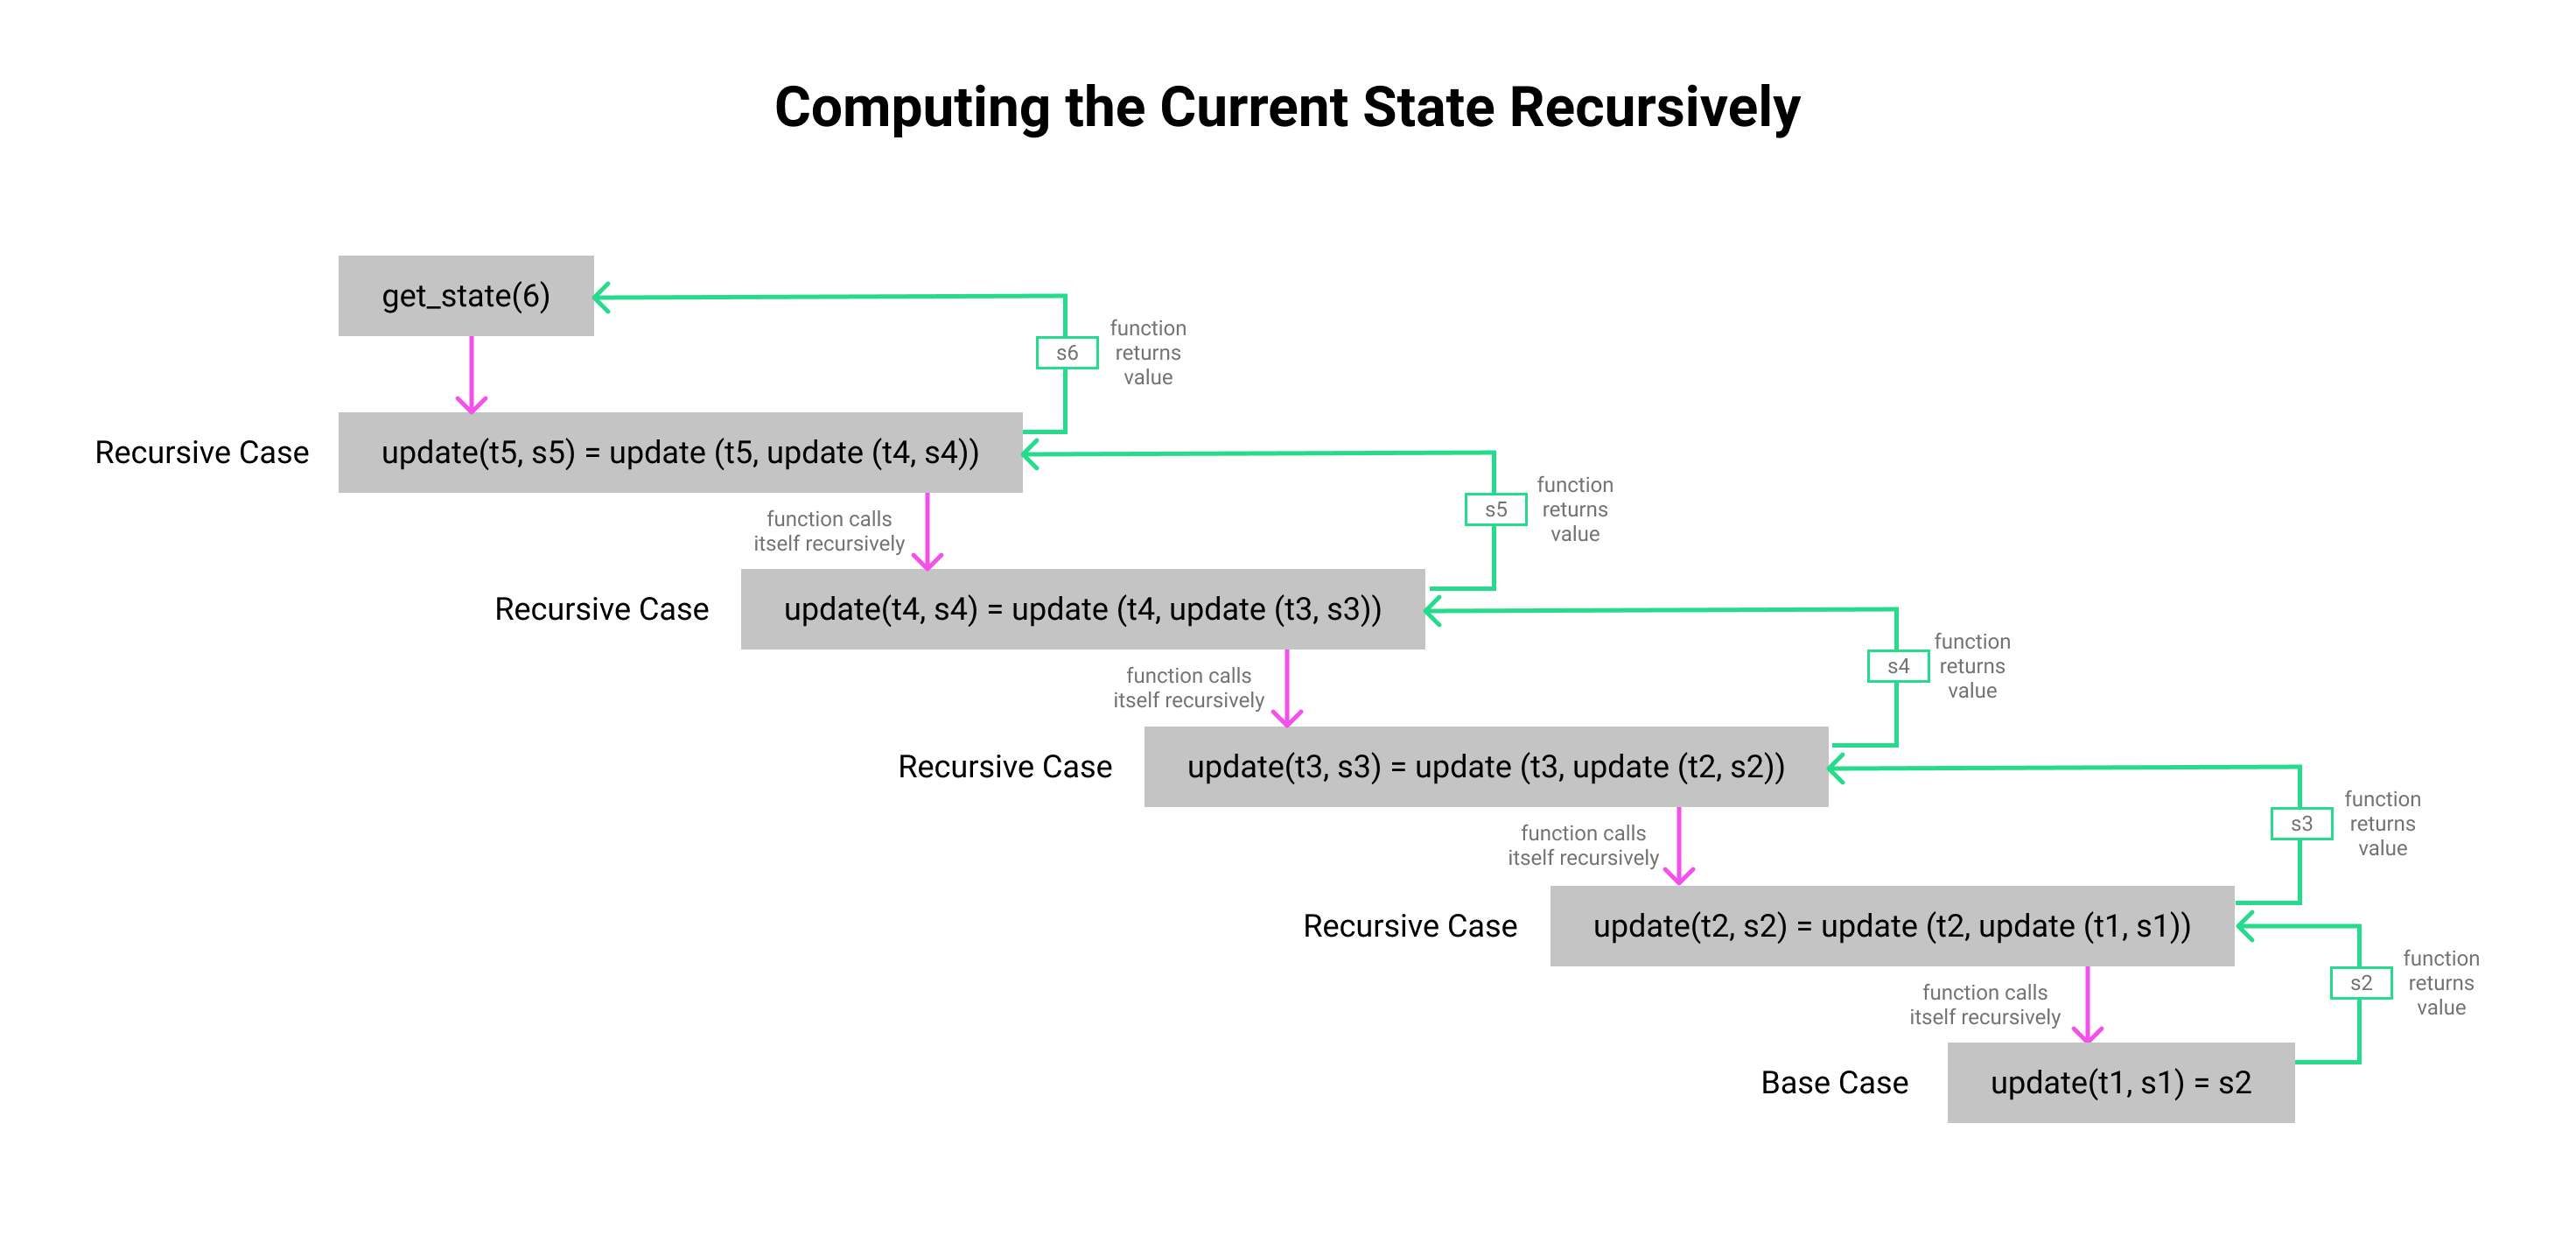 Computing the Current State Recursively
get_state(6)
s6
function
returns
value
Recursive Case
update(t5, s5) = update (t5, update (t4, s4))
function calls
itself recursively
s5
function
returns
value
Recursive Case
update(t4, s4) = update (t4, update (t3, s3))
function calls
itself recursively
s4
function
returns
value
Recursive Case
update(t3, s3) = update (t3, update (t2, s2))
function calls
itself recursively
s3
function
returns
value
Recursive Case
update(t2, s2) = update (t2, update (t1, s1))
function calls
itself recursively
s2
function
returns
value
Base Case
update(t1, s1) = s2